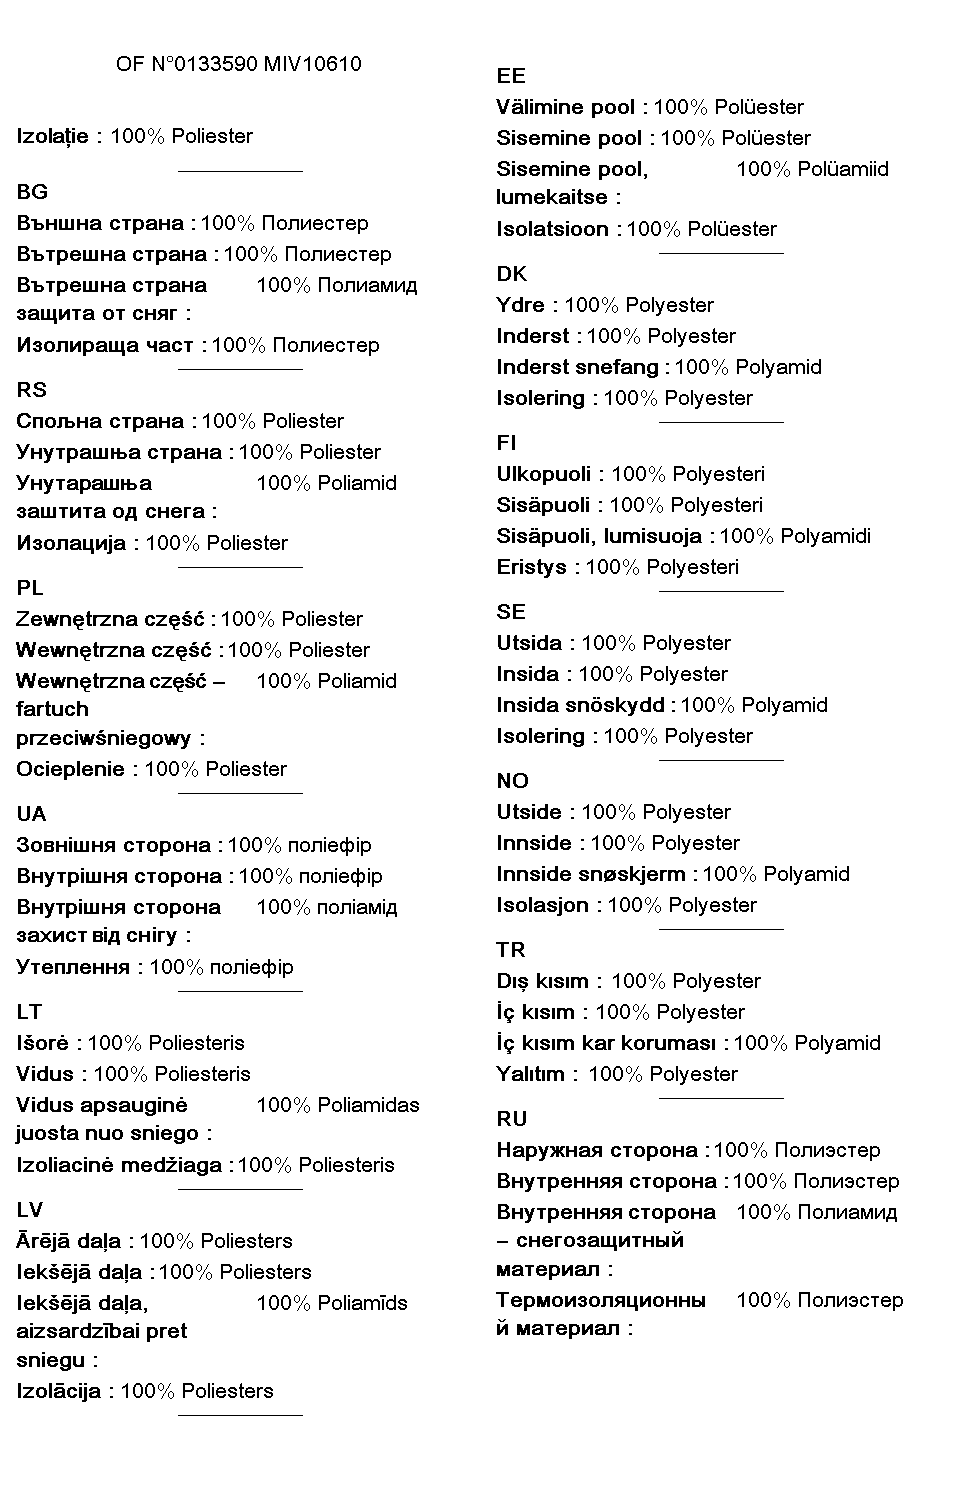 OF N°0133590 MIV10610
Izolaţie : 100% Poliester
BG
Външна страна : 100% Полиестер
Вътрешна страна : 100% Полиестер
Вътрешна страна 100% Полиамид
защита от сняг :
Изолираща част : 100% Полиестер
RS
Спољна страна : 100% Poliester
Унутрашња страна : 100% Poliester
Унутарашња 100% Poliamid
заштита од снега :
Изолација : 100% Poliester
PL
Zewnętrzna część : 100% Poliester
Wewnętrzna część : 100% Poliester
Wewnętrzna część – 100% Poliamid
fartuch
przeciwśniegowy :
Ocieplenie : 100% Poliester
UA
Зовнішня сторона : 100% поліефір
Внутрішня сторона : 100% поліефір
Внутрішня сторона 100% поліамід
захист від снігу :
Утеплення : 100% поліефір
LT
Išorė : 100% Poliesteris
Vidus : 100% Poliesteris
Vidus apsauginė 100% Poliamidas
juosta nuo sniego :
Izoliacinė medžiaga : 100% Poliesteris
LV
Ārējā daļa : 100% Poliesters
Iekšējā daļa : 100% Poliesters
Iekšējā daļa, 100% Poliamīds
aizsardzībai pret
sniegu :
Izolācija : 100% Poliesters
EE
Välimine pool : 100% Polüester
Sisemine pool : 100% Polüester
Sisemine pool, 100% Polüamiid
lumekaitse :
Isolatsioon : 100% Polüester
DK
Ydre : 100% Polyester
Inderst : 100% Polyester
Inderst snefang : 100% Polyamid
Isolering : 100% Polyester
FI
Ulkopuoli : 100% Polyesteri
Sisäpuoli : 100% Polyesteri
Sisäpuoli, lumisuoja : 100% Polyamidi
Eristys : 100% Polyesteri
SE
Utsida : 100% Polyester
Insida : 100% Polyester
Insida snöskydd : 100% Polyamid
Isolering : 100% Polyester
NO
Utside : 100% Polyester
Innside : 100% Polyester
Innside snøskjerm : 100% Polyamid
Isolasjon : 100% Polyester
TR
Dış kısım : 100% Polyester
İç kısım : 100% Polyester
İç kısım kar koruması : 100% Polyamid
Yalıtım : 100% Polyester
RU
Наружная сторона : 100% Полиэстер
Внутренняя сторона : 100% Полиэстер
Внутренняя сторона 100% Полиамид
– снегозащитный
материал :
Термоизоляционны 100% Полиэстер
й материал :